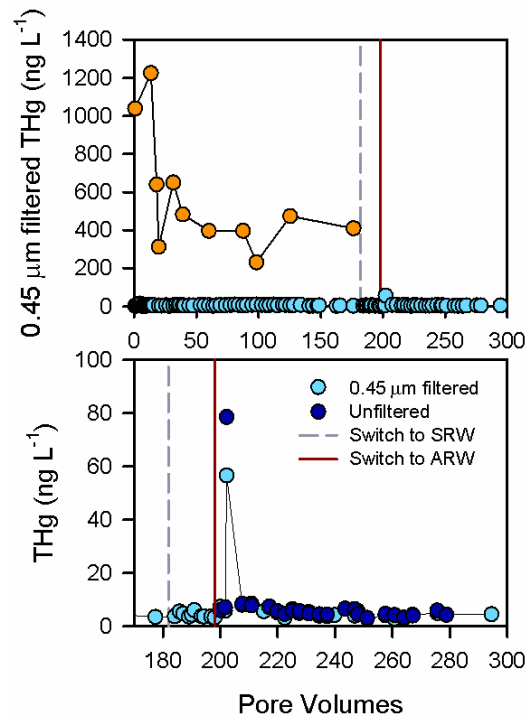 0.45 μm filtered THg (ng L⁻¹)
1400
1200
1000
800
600
400
200
0
0 50 100 150 200 250 300
THg (ng L⁻¹)
100
80
60
40
20
0
0.45 μm filtered
Unfiltered
Switch to SRW
Switch to ARW
180 200 220 240 260 280 300
Pore Volumes